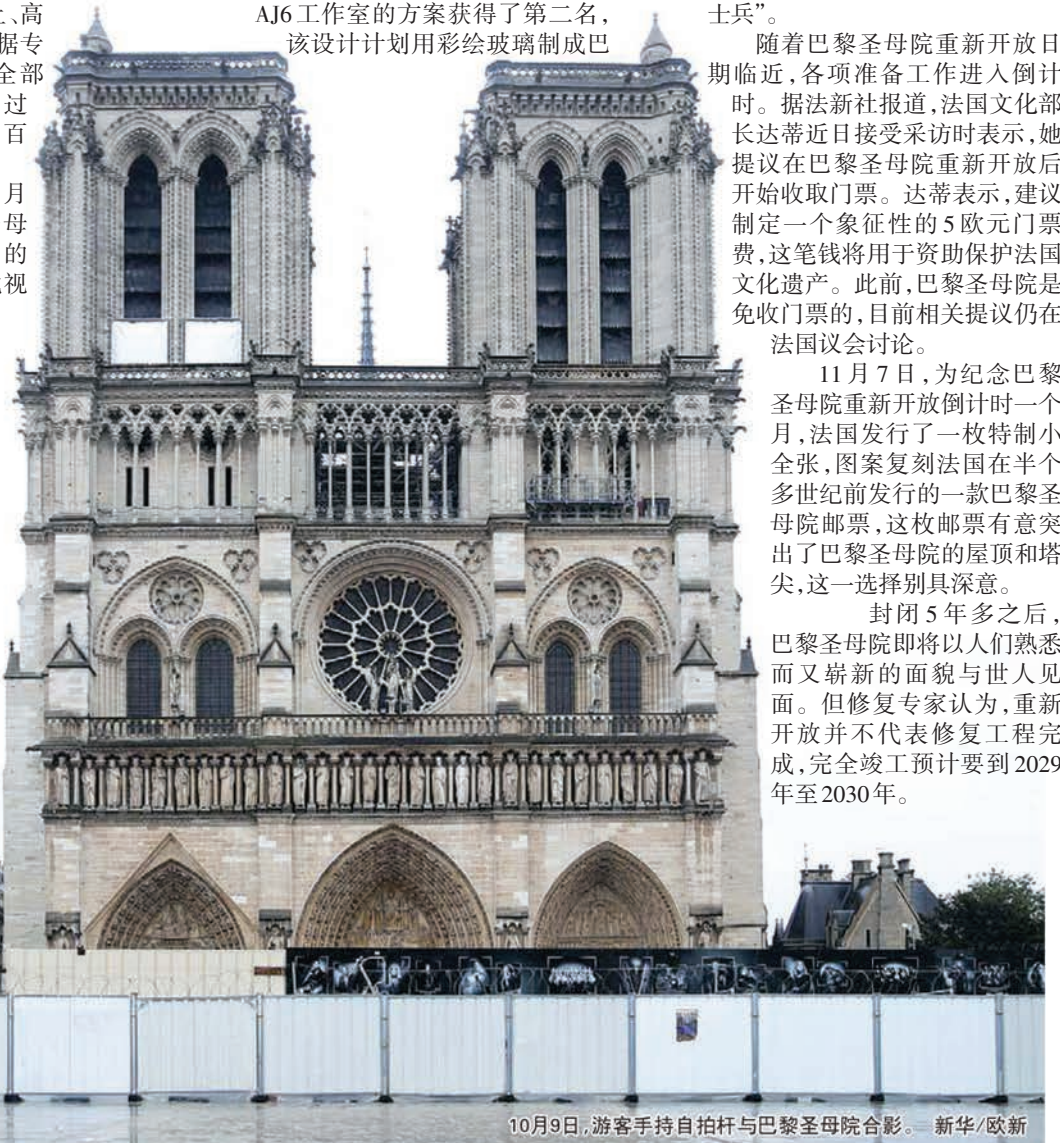 上、高
据专
全部
过
百
月
母
的
视
AJ6工作室的方案获得了第二名，
该设计计划用彩绘玻璃制成巴
士兵”。
随着巴黎圣母院重新开放日
期临近，各项准备工作进入倒计
时。据法新社报道，法国文化部
长达蒂近日接受采访时表示，她
提议在巴黎圣母院重新开放后
开始收取门票。达蒂表示，建议
制定一个象征性的5欧元门票
费，这笔钱将用于资助保护法国
文化遗产。此前，巴黎圣母院是
免收门票的，目前相关提议仍在
法国议会讨论。
11月7日，为纪念巴黎
圣母院重新开放倒计时一个
月，法国发行了一枚特制小
全张，图案复刻法国在半个
多世纪前发行的一款巴黎圣
母院邮票，这枚邮票有意突
出了巴黎圣母院的屋顶和塔
尖，这一选择别具深意。
封闭5年多之后，
巴黎圣母院即将以人们熟悉
而又崭新的面貌与世人见
面。但修复专家认为，重新
开放并不代表修复工程完
成，完全竣工预计要到2029
年至2030年。
10月9日，游客手持自拍杆与巴黎圣母院合影。 新华/欧新